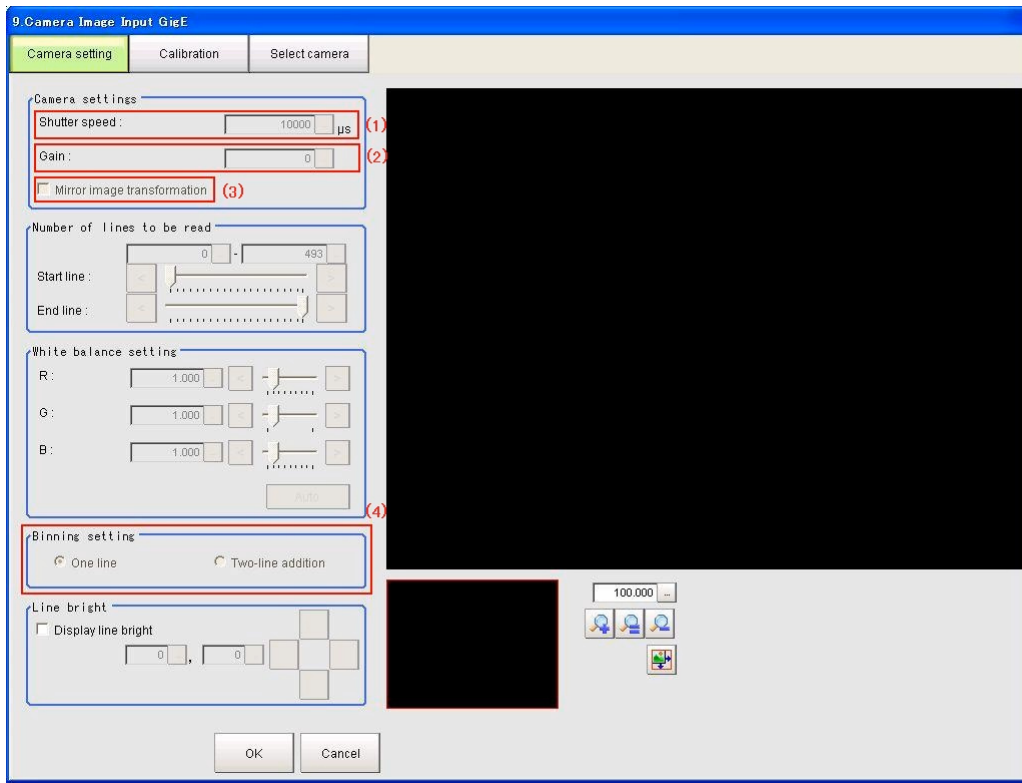 9.Camera Image Input GigE
Camera setting Calibration Select camera
Camera settings
Shutter speed : 10000 .. µs (1)
Gain : 0 (2)
Mirror image transformation (3)
Number of lines to be read
0 - 493
Start line : < >
End line : < >
White balance setting
R : 1.000 < >
G : 1.000 < >
B : 1.000 < >
Auto
(4)
Binning setting
One line Two-line addition
Line bright
Display line bright
0 , 0
100.000 ...
OK Cancel